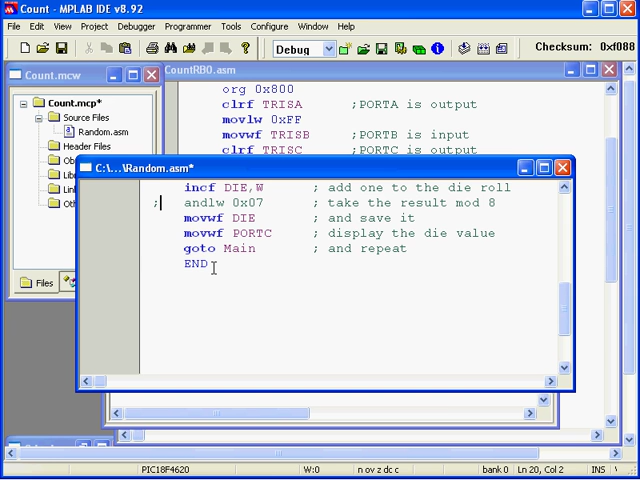 Count - MPLAB IDE v8.92
File Edit View Project Debugger Programmer Tools Configure Window Help
Debug
Checksum: 0xf088
Count.mcw
CountRB0.asm
org 0x800
clrf TRISA ;PORTA is output
movlw 0xFF
movwf TRISB ;PORTB is input
clrf TRISC ;PORTC is output
Count.mcp*
Source Files
Random.asm
Header Files
Files
C:\...\Random.asm*
incf DIE,W ; add one to the die roll
; andlw 0x07 ; take the result mod 8
movwf DIE ; and save it
movwf PORTC ; display the die value
goto Main ; and repeat
END
PIC18F4620 W:0 n ov z dc c bank 0 Ln 20, Col 2 INS